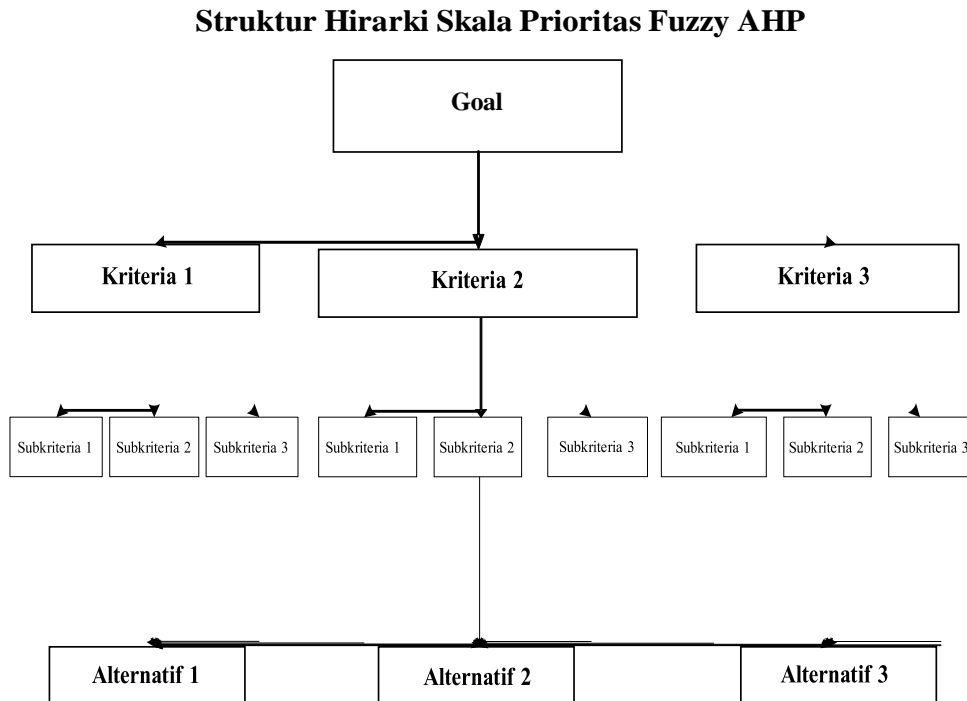 Struktur Hirarki Skala Prioritas Fuzzy AHP
Goal
Kriteria 1
Kriteria 2
Kriteria 3
Subkriteria 1
Subkriteria 2
Subkriteria 3
Subkriteria 1
Subkriteria 2
Subkriteria 3
Subkriteria 1
Subkriteria 2
Subkriteria 3
Alternatif 1
Alternatif 2
Alternatif 3